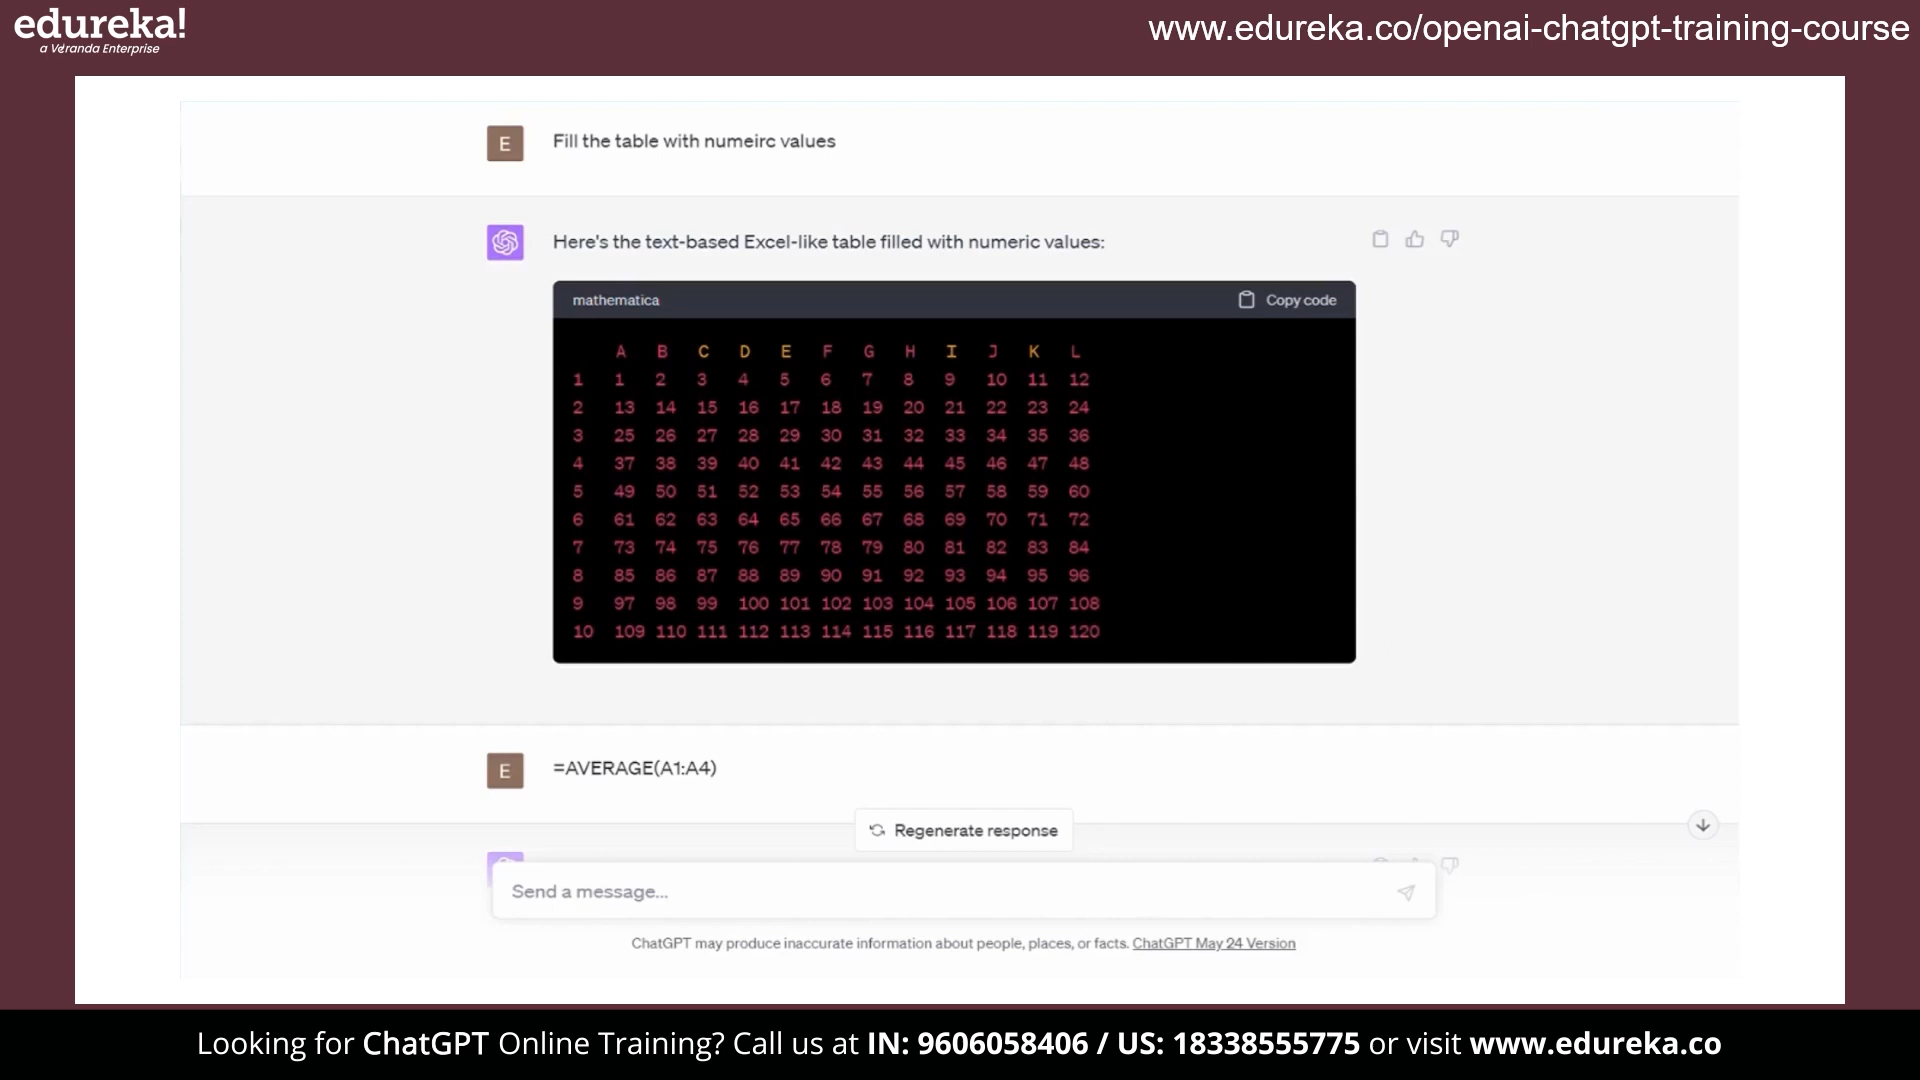 edureka!
a Veranda Enterprise
www.edureka.co/openai-chatgpt-training-course
E
Fill the table with numeirc values
Here's the text-based Excel-like table filled with numeric values:
mathematica
Copy code
A B C D E F G H I J K L
1 1 2 3 4 5 6 7 8 9 10 11 12
2 13 14 15 16 17 18 19 20 21 22 23 24
3 25 26 27 28 29 30 31 32 33 34 35 36
4 37 38 39 40 41 42 43 44 45 46 47 48
5 49 50 51 52 53 54 55 56 57 58 59 60
6 61 62 63 64 65 66 67 68 69 70 71 72
7 73 74 75 76 77 78 79 80 81 82 83 84
8 85 86 87 88 89 90 91 92 93 94 95 96
9 97 98 99 100 101 102 103 104 105 106 107 108
10 109 110 111 112 113 114 115 116 117 118 119 120
E
=AVERAGE(A1:A4)
Regenerate response
Send a message...
ChatGPT may produce inaccurate information about people, places, or facts. ChatGPT May 24 Version
Looking for ChatGPT Online Training? Call us at IN: 9606058406 / US: 18338555775 or visit www.edureka.co